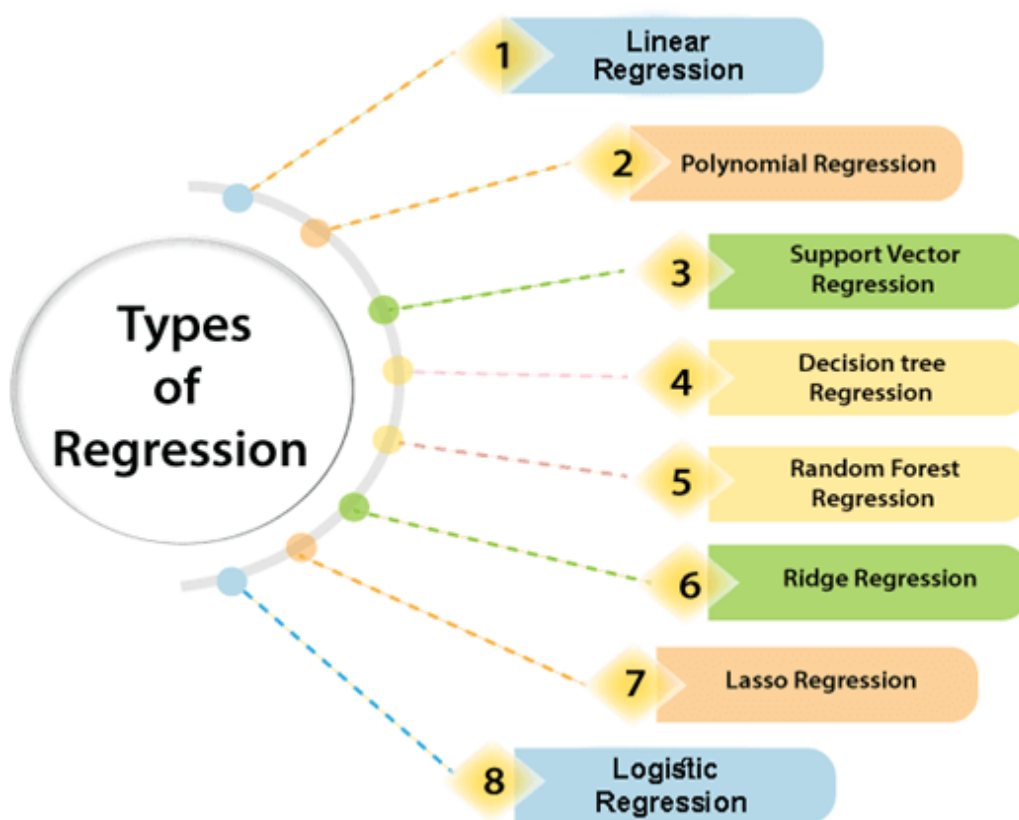 Types
of
Regression
1
Linear
Regression
2
Polynomial Regression
3
Support Vector
Regression
4
Decision tree
Regression
5
Random Forest
Regression
6
Ridge Regression
7
Lasso Regression
8
Logistic
Regression